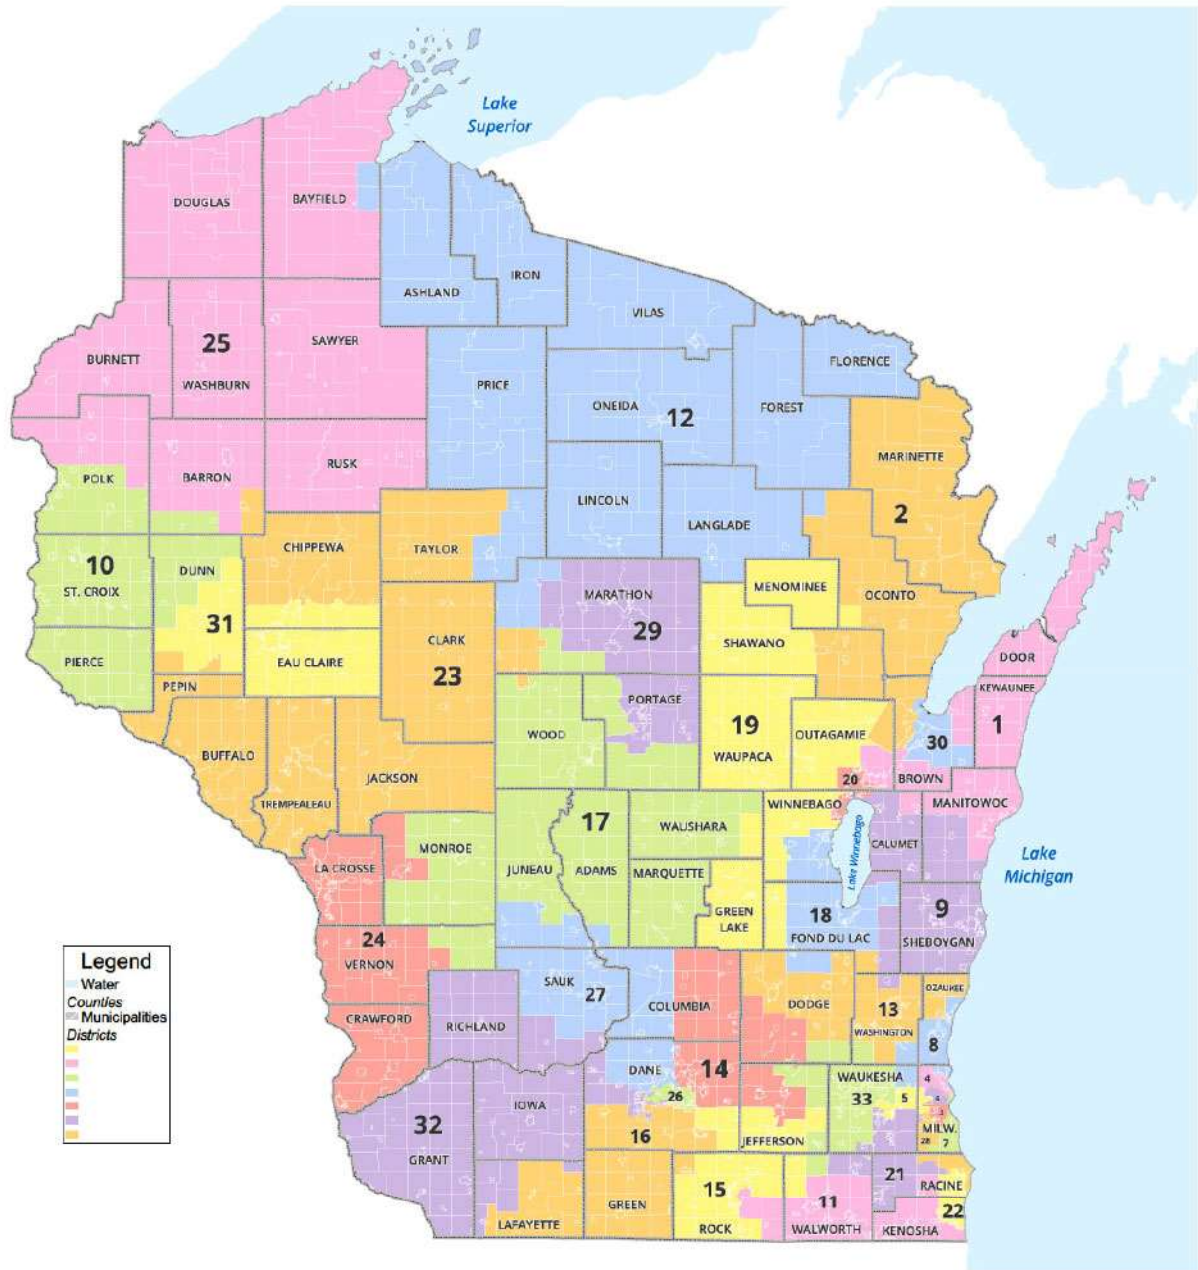 Lake
Superior
DOUGLAS
BAYFIELD
ASHLAND
IRON
VILAS
BURNETT
25
WASHBURN
SAWYER
PRICE
ONEIDA
12
FOREST
FLORENCE
POLK
BARRON
RUSK
LINCOLN
LANGLADE
MARINETTE
2
10
ST. CROIX
DUNN
31
CHIPPEWA
TAYLOR
MARATHON
29
MENOMINEE
OCONTO
PIERCE
EAU CLAIRE
CLARK
23
SHAWANO
DOOR
PEPIN
KEWAUNEE
1
BUFFALO
TREMPEALEAU
JACKSON
WOOD
PORTAGE
19
WAUPACA
OUTAGAMIE
20
30
BROWN
MANITOWOC
LA CROSSE
MONROE
JUNEAU
17
ADAMS
WAUSHARA
MARQUETTE
WINNEBAGO
Lake Winnebago
CALUMET
Lake
Michigan
GREEN
LAKE
18
FOND DU LAC
9
SHEBOYGAN
24
VERNON
CRAWFORD
RICHLAND
SAUK
27
COLUMBIA
DODGE
13
WASHINGTON
OZAUKEE
8
Legend
Water
Counties
Municipalities
Districts
DANE
14
26
16
JEFFERSON
WAUKESHA
33
5
4
MILW.
28
7
32
GRANT
IOWA
LAFAYETTE
GREEN
15
ROCK
11
WALWORTH
21
RACINE
22
KENOSHA